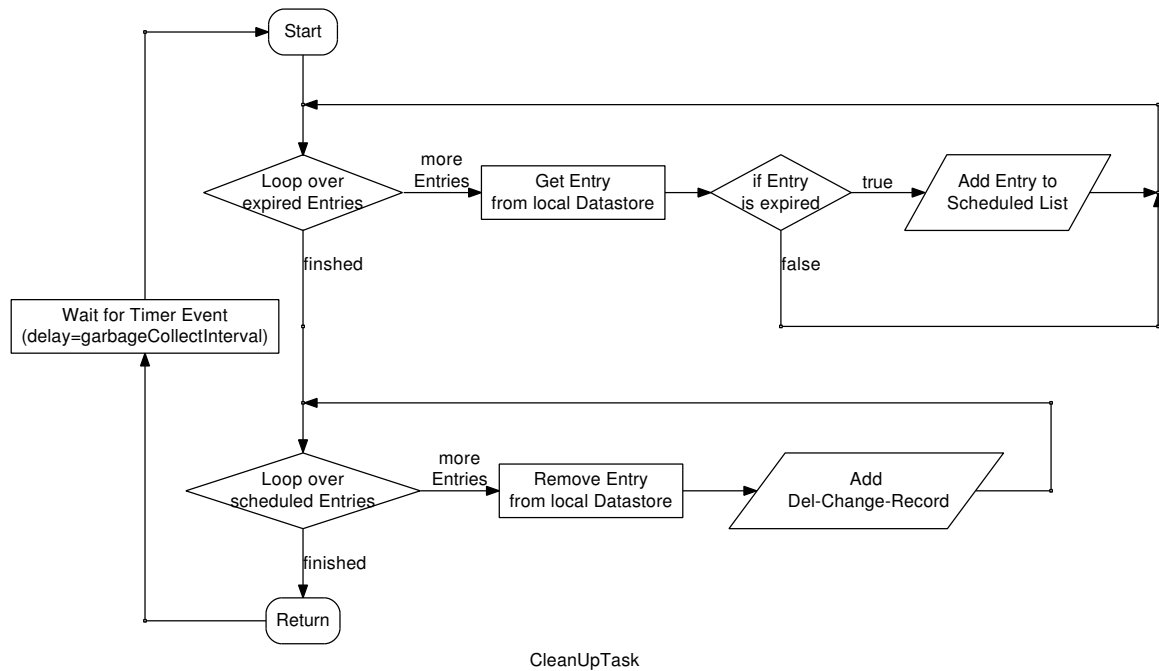 Start
more
Entries
Loop over
expired Entries
Get Entry
from local Datastore
if Entry
is expired
true
Add Entry to
Scheduled List
finshed
false
Wait for Timer Event
(delay=garbageCollectInterval)
more
Entries
Loop over
scheduled Entries
Remove Entry
from local Datastore
Add
Del-Change-Record
finished
Return
CleanUpTask